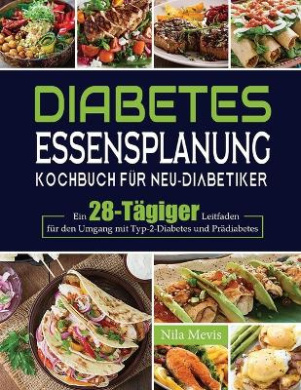 DIABETES
ESSENSPLANUNG
KOCHBUCH FÜR NEU-DIABETIKER
Ein 28-Tägiger Leitfaden
für den Umgang mit Typ-2-Diabetes und Prädiabetes
Nila Mevis